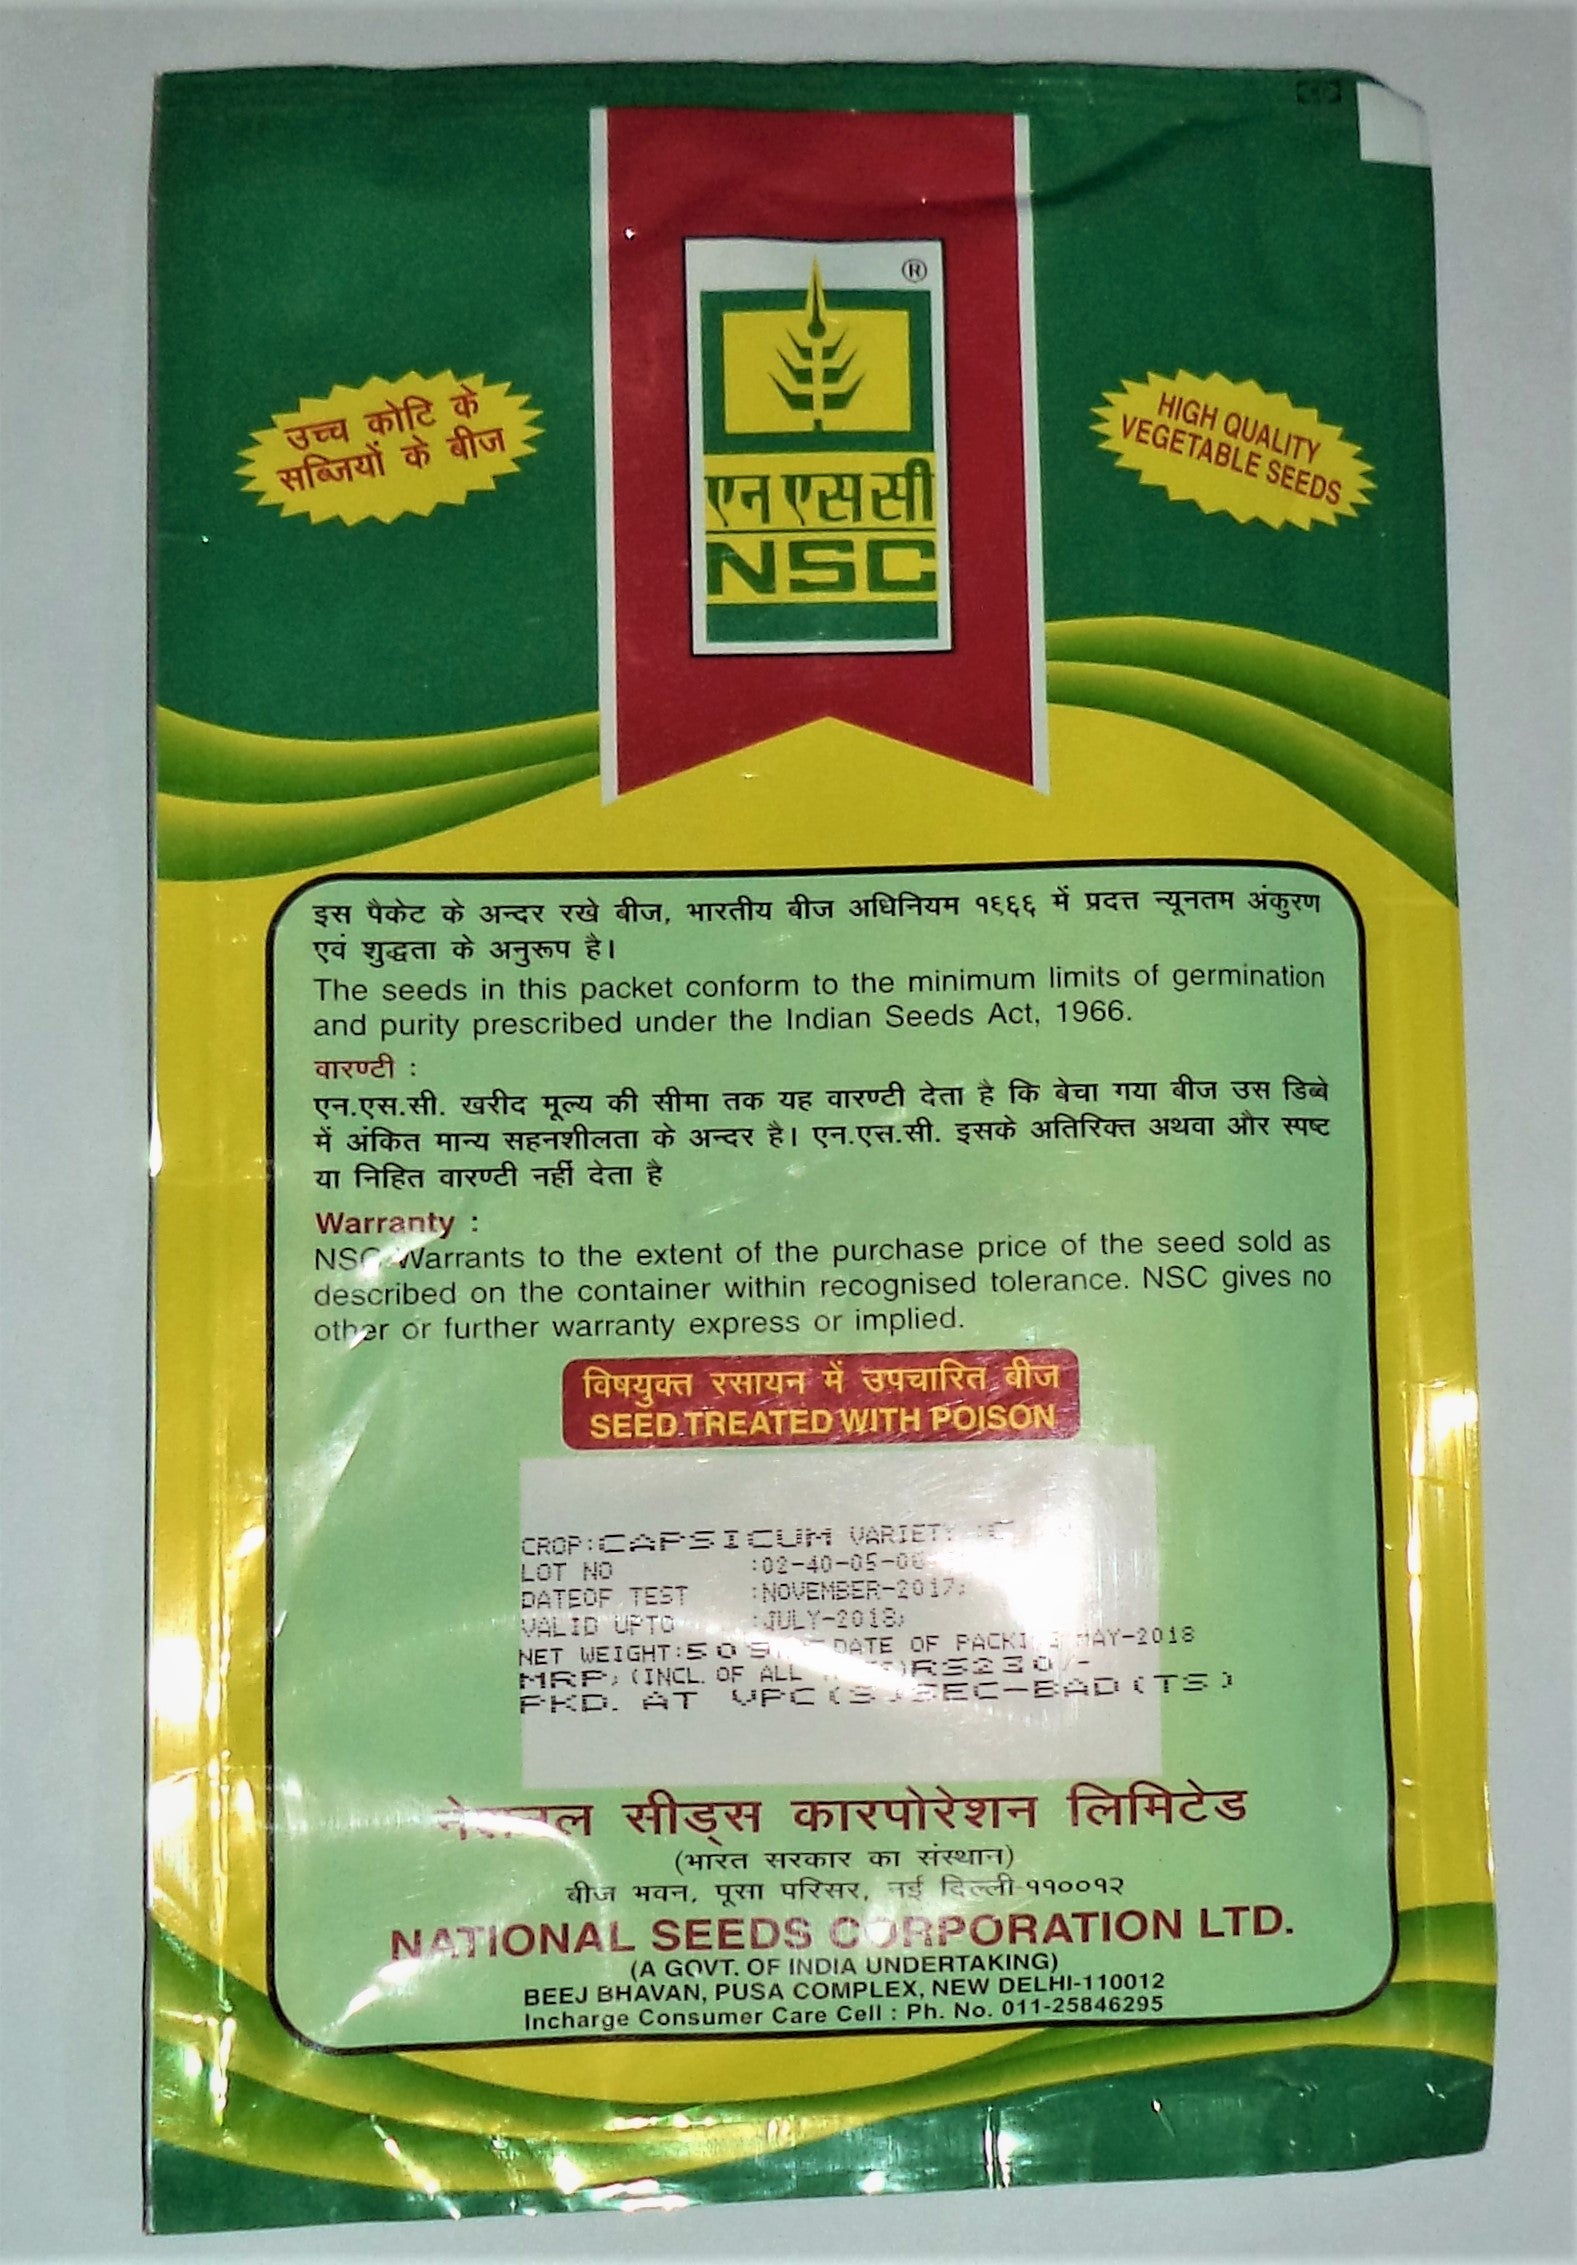 ®
एन एस सी
NSC
उच्च कोटि के
सब्जियों के बीज
HIGH QUALITY
VEGETABLE SEEDS
इस पैकेट के अन्दर रखे बीज, भारतीय बीज अधिनियम १९६६ में प्रदत्त न्यूनतम अंकुरण
एवं शुद्धता के अनुरूप है।
The seeds in this packet conform to the minimum limits of germination
and purity prescribed under the Indian Seeds Act, 1966.
वारण्टी :
एन.एस.सी. खरीद मूल्य की सीमा तक यह वारण्टी देता है कि बेचा गया बीज उस डिब्बे
में अंकित मान्य सहनशीलता के अन्दर है। एन.एस.सी. इसके अतिरिक्त अथवा और स्पष्ट
या निहित वारण्टी नहीं देता है
Warranty :
NSC Warrants to the extent of the purchase price of the seed sold as
described on the container within recognised tolerance. NSC gives no
other or further warranty express or implied.
विषयुक्त रसायन में उपचारित बीज
SEED TREATED WITH POISON
CROP:CAPSICUM VARIETY
LOT NO
DATEOF TEST :NOVEMBER-2017;
VALID UPTO :JULY-2018;
NET WEIGHT: DATE OF MAY-2018
MRP;(INCL. OF ALL RS230/-
PKD. AT VPC(S)SEC-BAD(TS)
नेशनल सीड्स कारपोरेशन लिमिटेड
(भारत सरकार का संस्थान)
बीज भवन, पूसा परिसर, नई दिल्ली-११००१२
NATIONAL SEEDS CORPORATION LTD.
(A GOVT. OF INDIA UNDERTAKING)
BEEJ BHAVAN, PUSA COMPLEX, NEW DELHI-110012
Incharge Consumer Care Cell : Ph. No. 011-25846295